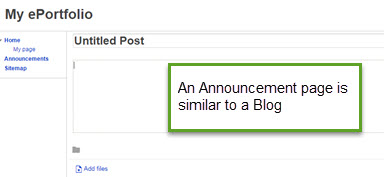 My ePortfolio
Home
My page
Announcements
Sitemap
Untitled Post
An Announcement page is
similar to a Blog
Add files